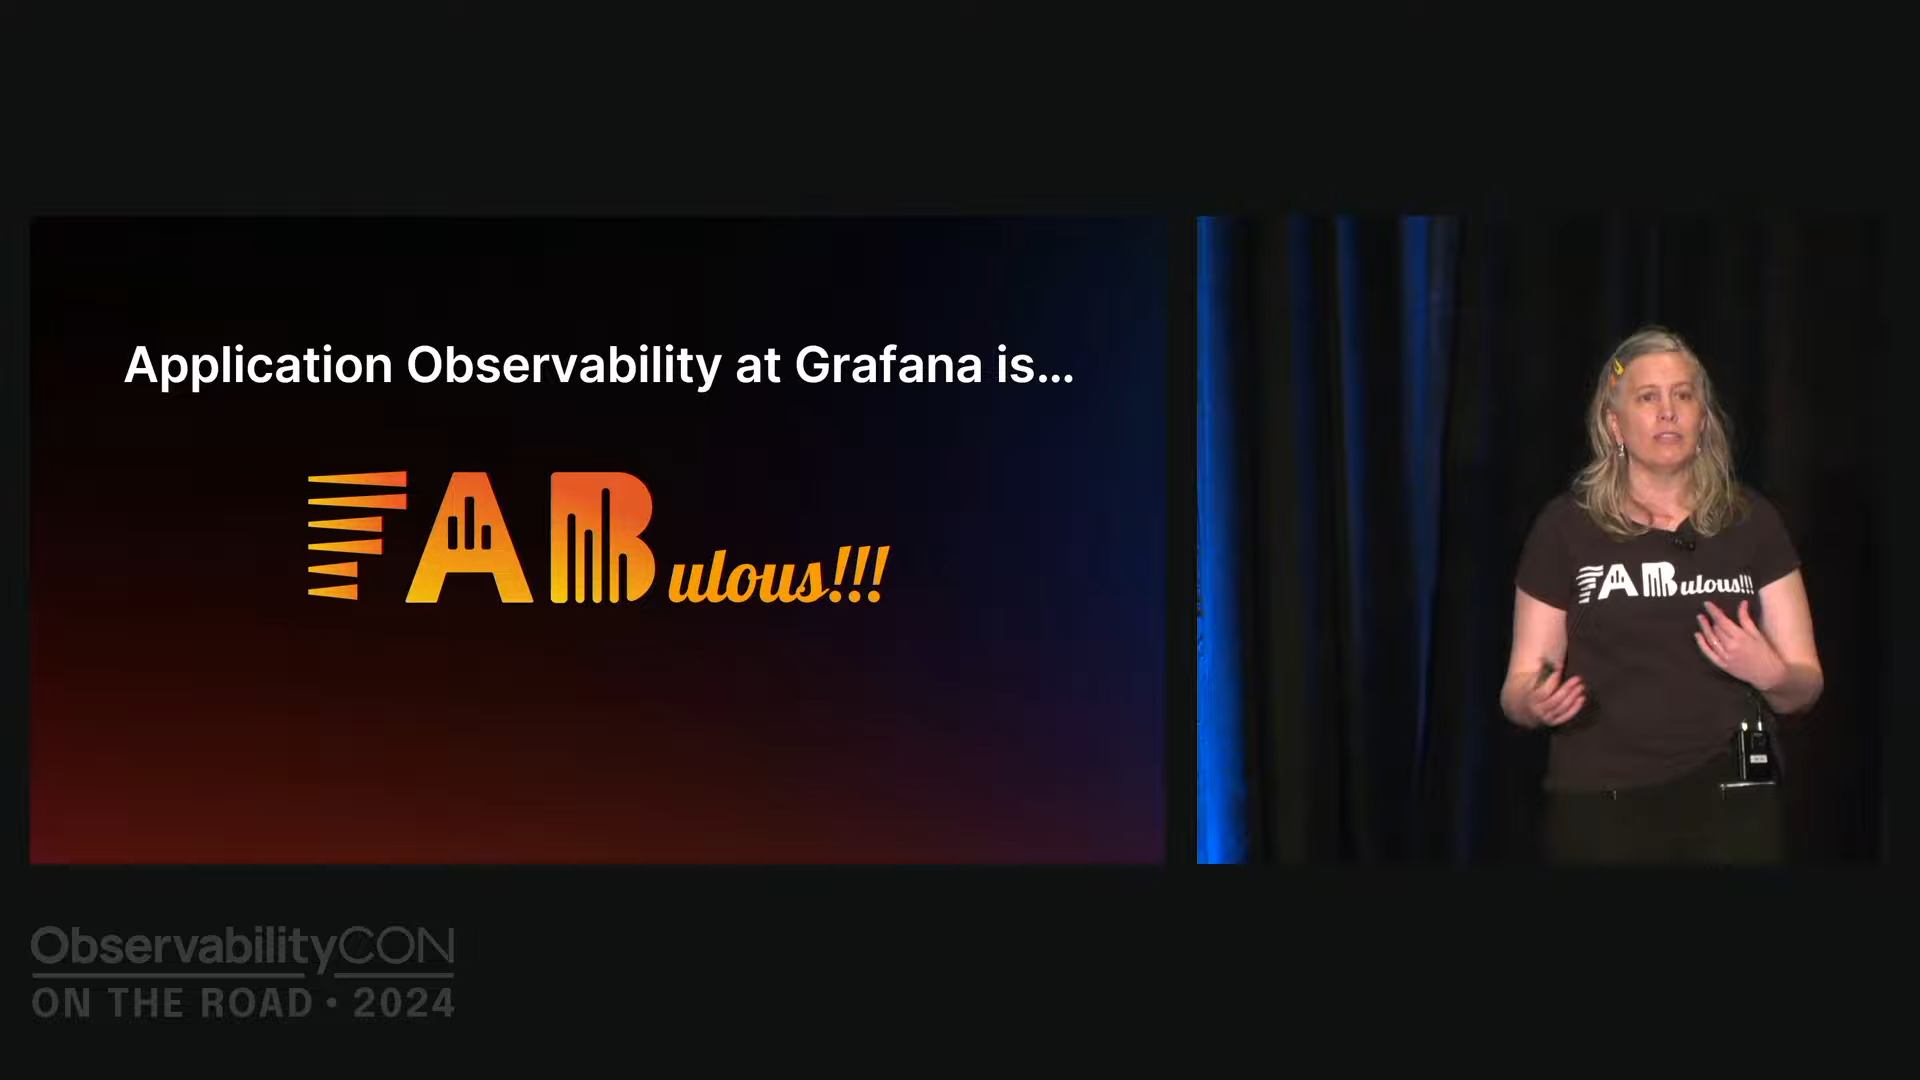 Application Observability at Grafana is...
FABulous!!!
FABulous!!!
ObservabilityCON
ON THE ROAD • 2024